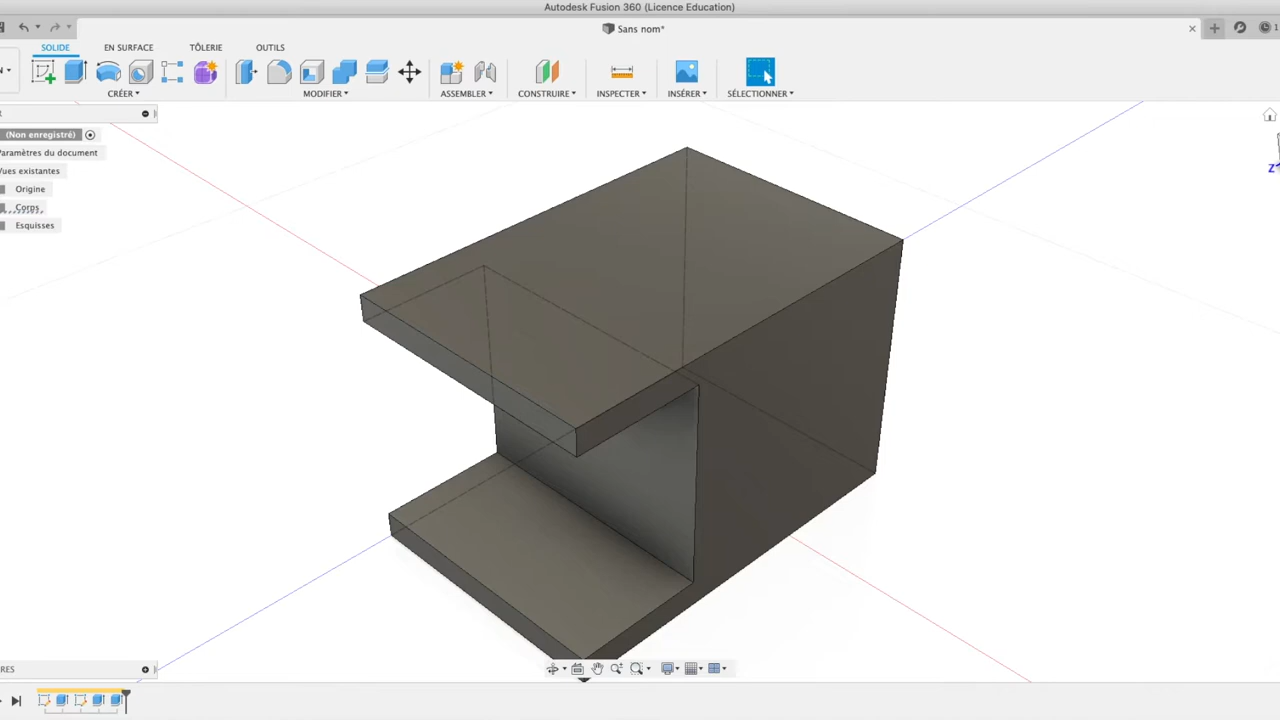 Autodesk Fusion 360 (Licence Education)
Sans nom*
1
SOLIDE EN SURFACE TÔLERIE OUTILS
N
CRÉER MODIFIER ASSEMBLER CONSTRUIRE INSPECTER INSÉRER SÉLECTIONNER
(Non enregistré)
Paramètres du document
Vues existantes
Z
Origine
Corps
Esquisses
RES